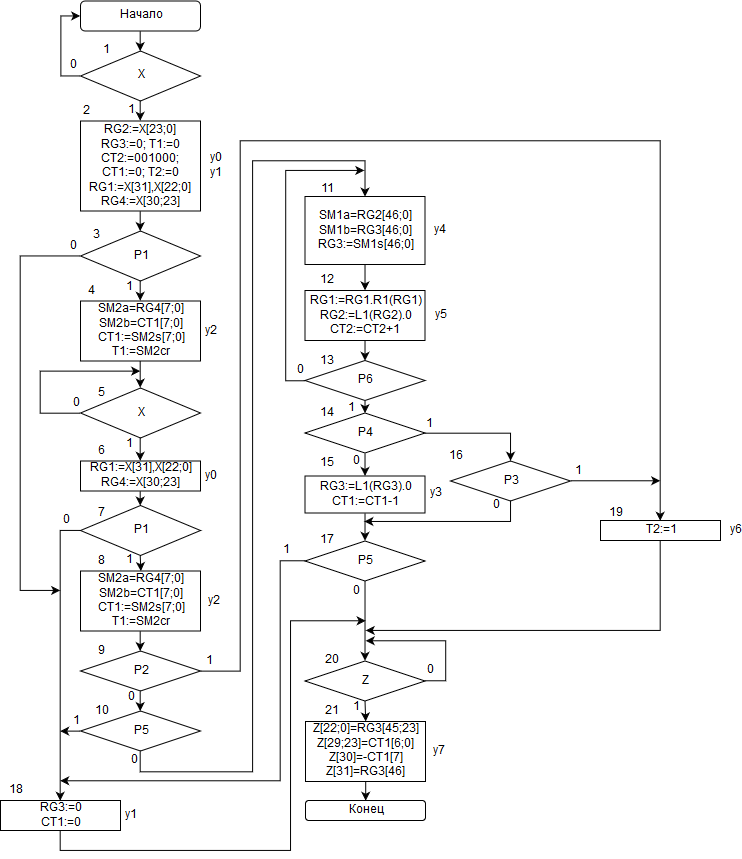 Начало
1
X
0
1
2
RG2:=X[23;0]
RG3:=0; T1:=0
CT2:=001000;
CT1:=0; T2:=0
RG1:=X[31],X[22;0]
RG4:=X[30;23]
y0
y1
3
P1
0
1
4
SM2a=RG4[7;0]
SM2b=CT1[7;0]
CT1:=SM2s[7;0]
T1:=SM2cr
y2
5
X
0
1
6
RG1:=X[31],X[22;0]
RG4:=X[30;23]
y0
7
P1
0
1
8
SM2a=RG4[7;0]
SM2b=CT1[7;0]
CT1:=SM2s[7;0]
T1:=SM2cr
y2
9
P2
1
0
10
P5
1
0
18
RG3:=0
CT1:=0
y1
11
SM1a=RG2[46;0]
SM1b=RG3[46;0]
RG3:=SM1s[46;0]
y4
12
RG1:=RG1.R1(RG1)
RG2:=L1(RG2).0
CT2:=CT2+1
y5
13
P6
0
1
14
P4
1
0
15
RG3:=L1(RG3).0
CT1:=CT1-1
y3
16
P3
1
0
17
P5
1
0
19
T2:=1
y6
20
Z
0
1
21
Z[22;0]=RG3[45;23]
Z[29;23]=CT1[6;0]
Z[30]=-CT1[7]
Z[31]=RG3[46]
y7
Конец